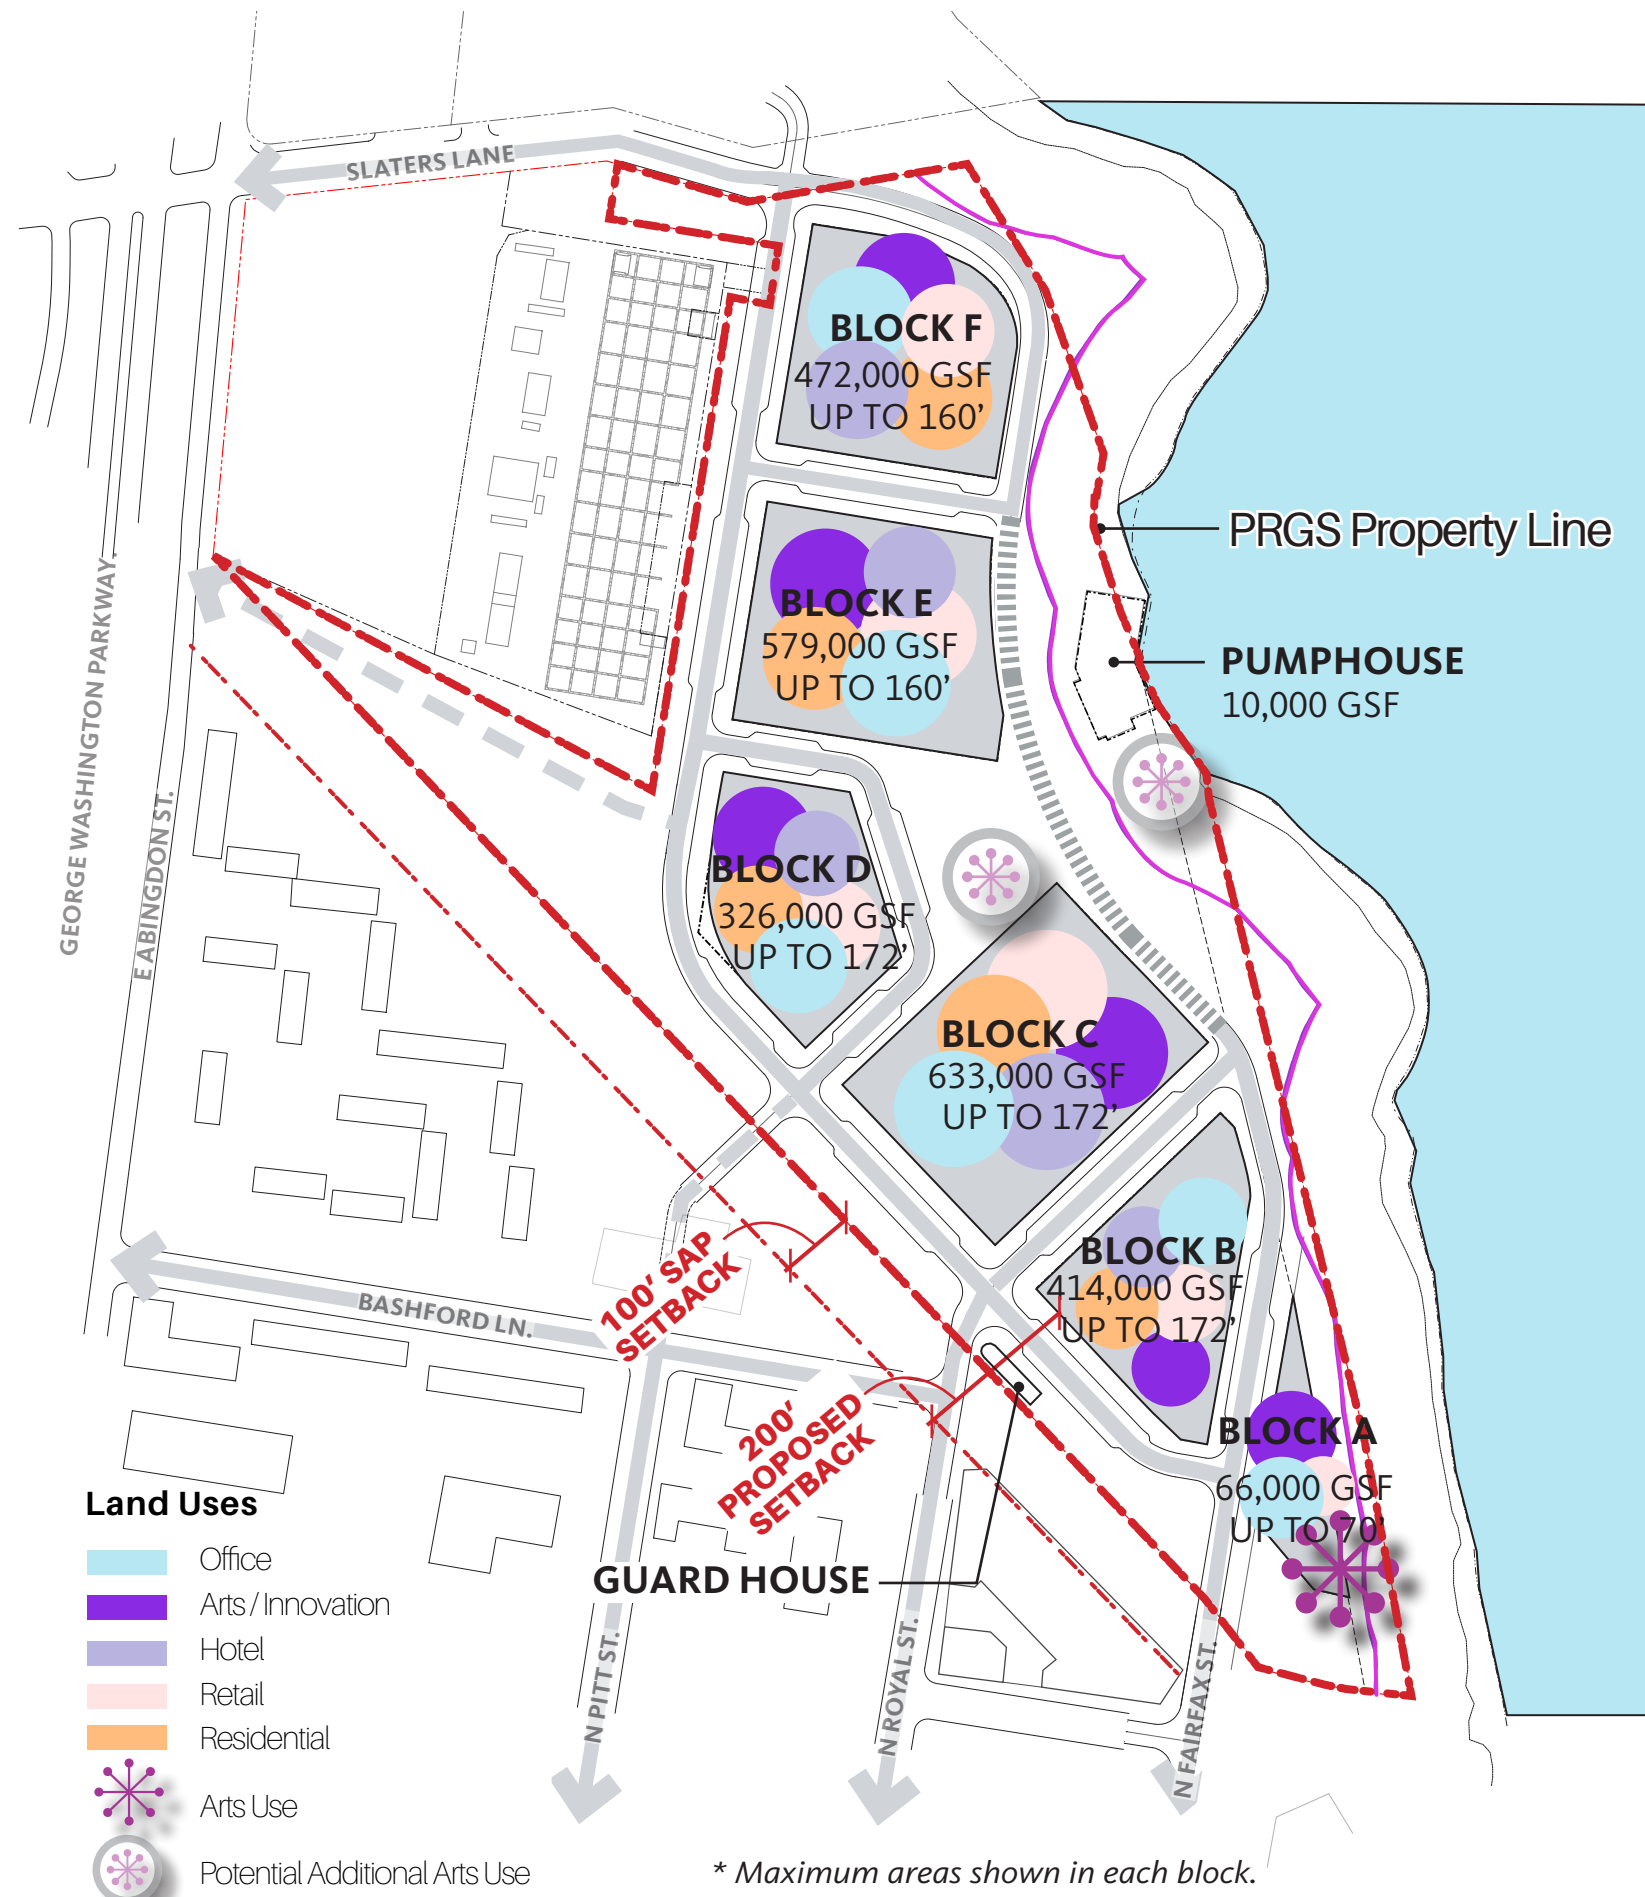 SLATERS LANE
BLOCK F
472,000 GSF
UP TO 160’
PRGS Property Line
BLOCK E
579,000 GSF
UP TO 160’
PUMPHOUSE
10,000 GSF
GEORGE WASHINGTON PARKWAY
E ABINGDON ST.
BLOCK D
326,000 GSF
UP TO 172’
BLOCK C
633,000 GSF
UP TO 172’
BLOCK B
414,000 GSF
UP TO 172’
100' SAP
SETBACK
BASHFORD LN.
200'
PROPOSED
SETBACK
BLOCK A
66,000 GSF
UP TO 70’
GUARD HOUSE
N PITT ST.
N ROYAL ST.
N FAIRFAX ST.
Land Uses
Office
Arts / Innovation
Hotel
Retail
Residential
Arts Use
Potential Additional Arts Use
* Maximum areas shown in each block.